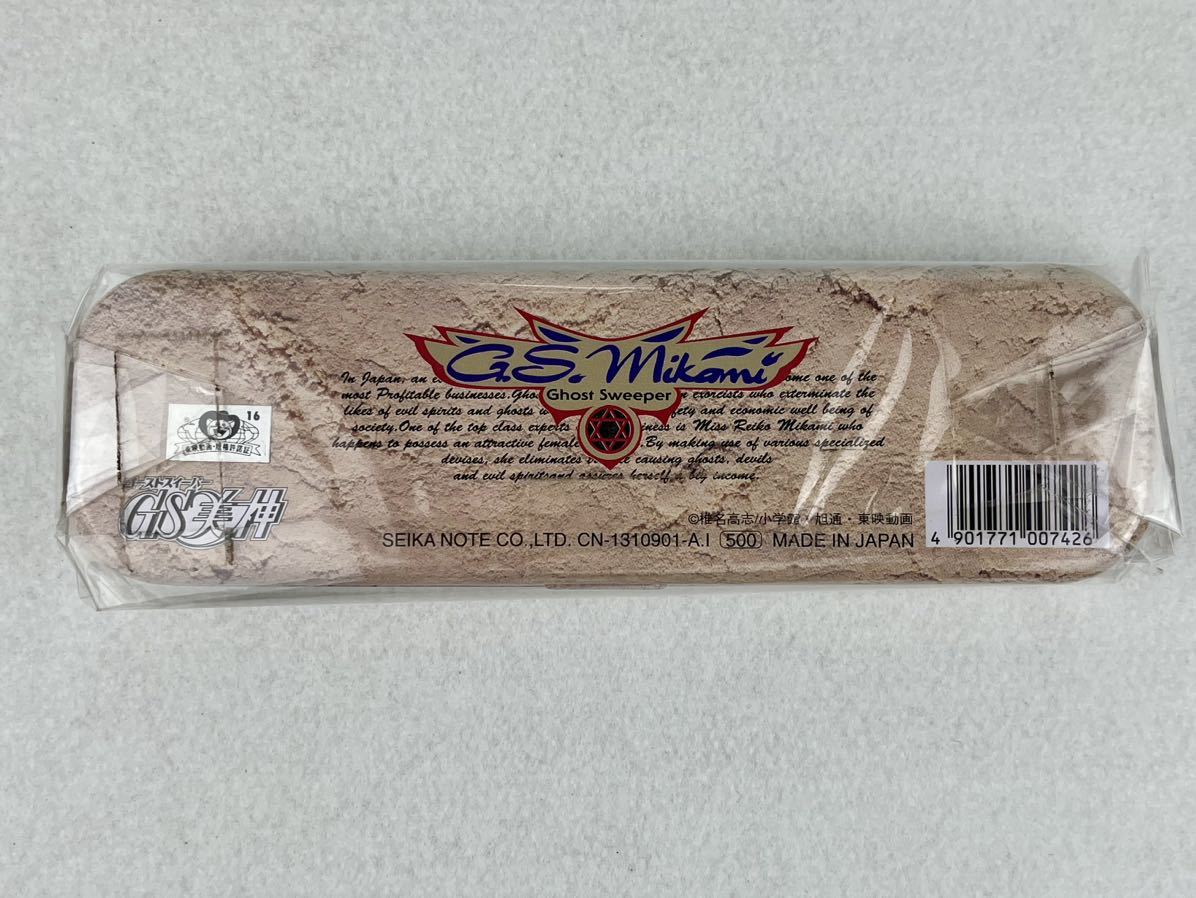 G.S. Mikami
Ghost Sweeper
In Japan, an ome one of the
most Profitable businesses.Gho n exorcists who exterminate the
likes of evil spirits and ghosts fety and economic well being of
society.One of the top class experts iness is Miss Reiko Mikami who
happens to possess an attractive female .By making use of various specialized
devises, she eliminates causing ghosts, devils
and evil spiritsand assieres herself a big income.
16
ゴーストスイーパー
GS美神
©椎名高志/小学館・旭通・東映動画
SEIKA NOTE CO.,LTD. CN-1310901-A.I 500 MADE IN JAPAN
4 901771 007426